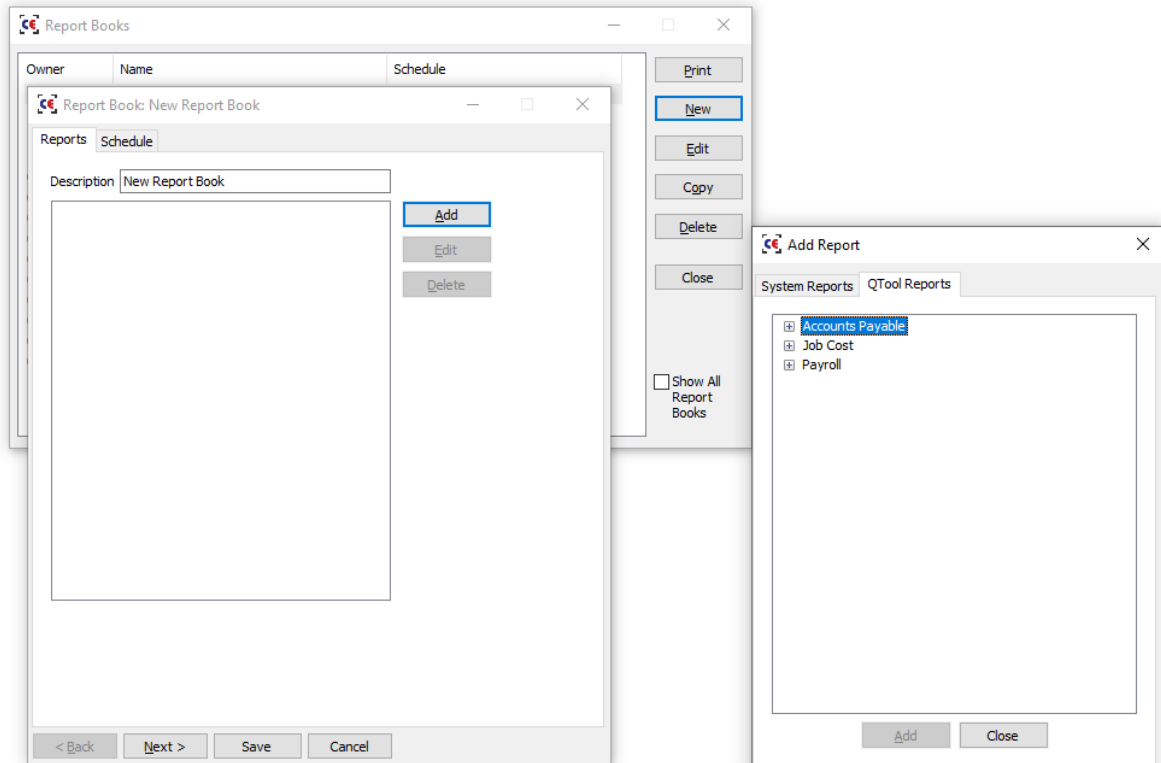 Report Books
Owner Name Schedule
Print
New
Edit
Copy
Delete
Close
Show All
Report
Books
Report Book: New Report Book
Reports Schedule
Description New Report Book
Add
Edit
Delete
< Back Next > Save Cancel
Add Report
System Reports QTool Reports
Accounts Payable
Job Cost
Payroll
Add Close